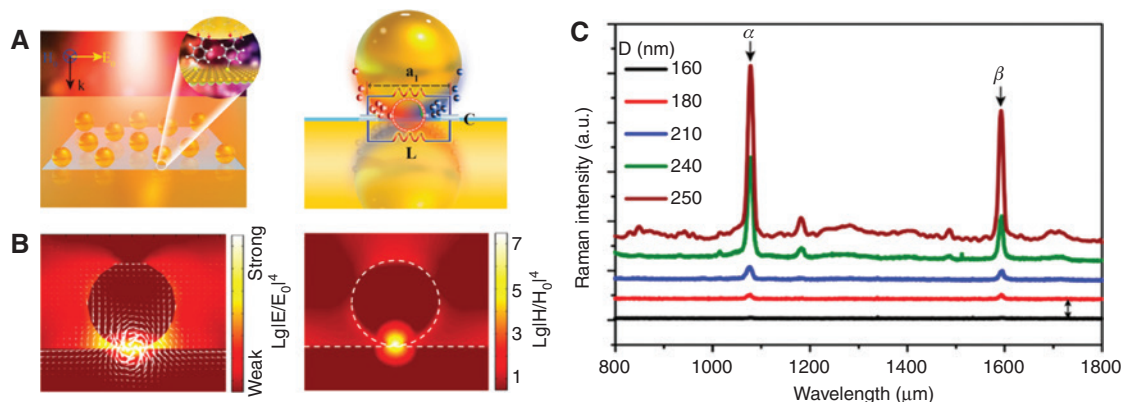 A
E
k
a1
C
L
B
Strong
Weak
Lg|E/E0|^4
7
5
3
1
Lg|H/H0|^4
C
D (nm)
160
180
210
240
250
α
β
Raman intensity (a.u.)
800 1000 1200 1400 1600 1800
Wavelength (μm)